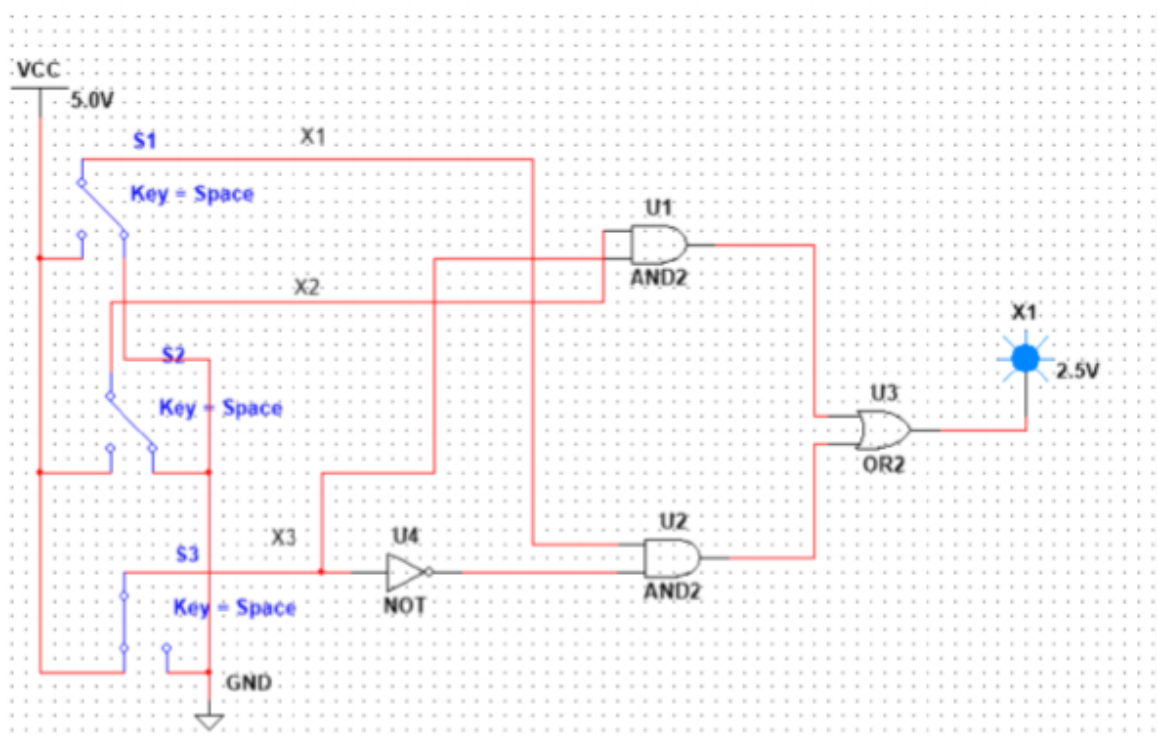 VCC
5.0V
S1
X1
Key = Space
U1
AND2
X2
X1
2.5V
S2
Key = Space
U3
OR2
U2
AND2
X3
U4
NOT
S3
Key = Space
GND